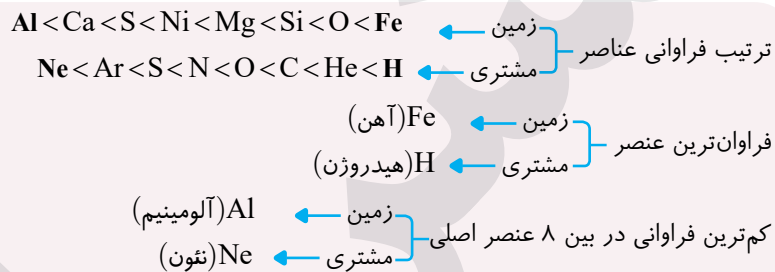 زمین Al<Ca<S<Ni<Mg<Si<O<Fe
ترتیب فراوانی عناصر
مشتری Ne<Ar<S<N<O<C<He<H
زمین Fe(آهن)
فراوان‌ترین عنصر
مشتری H(هیدروژن)
زمین Al(آلومینیم)
کم‌ترین فراوانی در بین ۸ عنصر اصلی
مشتری Ne(نئون)